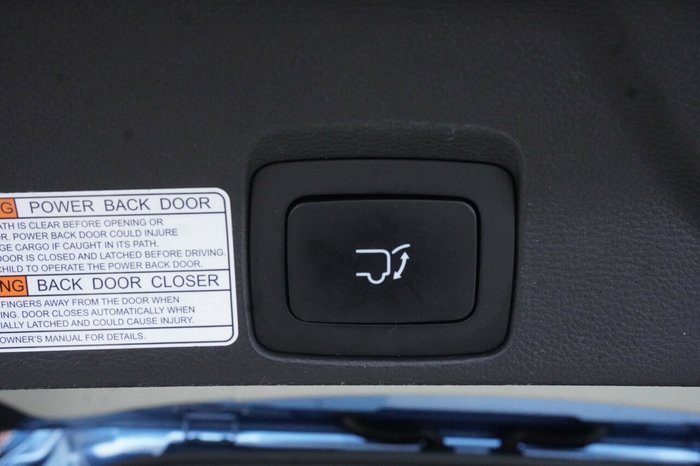 NG POWER BACK DOOR
ATH IS CLEAR BEFORE OPENING OR
R. POWER BACK DOOR COULD INJURE
GE CARGO IF CAUGHT IN ITS PATH.
DOOR IS CLOSED AND LATCHED BEFORE DRIVING.
CHILD TO OPERATE THE POWER BACK DOOR.
NG BACK DOOR CLOSER
FINGERS AWAY FROM THE DOOR WHEN
ING. DOOR CLOSES AUTOMATICALLY WHEN
IALLY LATCHED AND COULD CAUSE INJURY.
OWNER'S MANUAL FOR DETAILS.